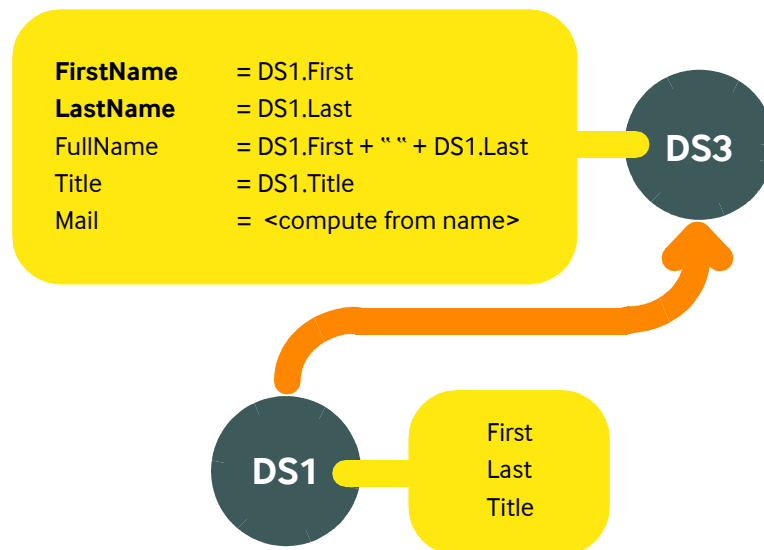 FirstName = DS1.First
LastName = DS1.Last
FullName = DS1.First + “ “ + DS1.Last
Title = DS1.Title
Mail = <compute from name>
DS3
DS1
First
Last
Title